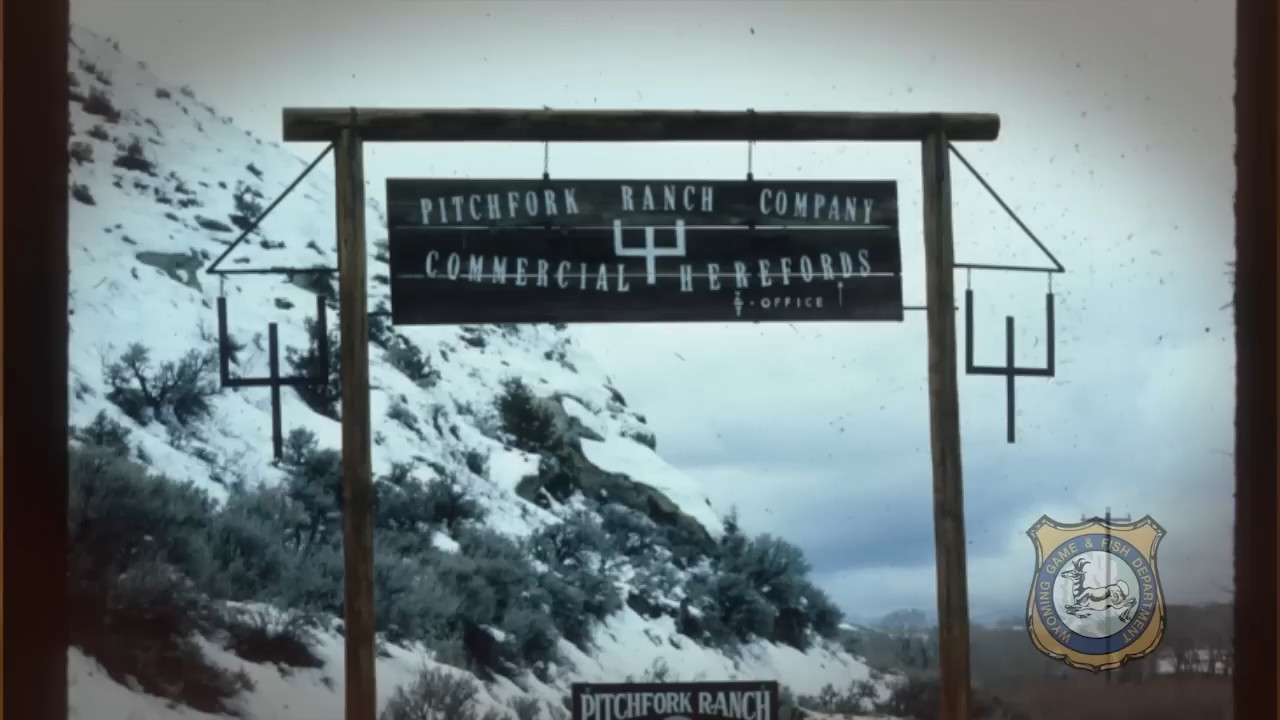 PITCHFORK RANCH COMPANY
COMMERCIAL HEREFORDS
- OFFICE
WYOMING GAME & FISH DEPARTMENT
PITCHFORK RANCH